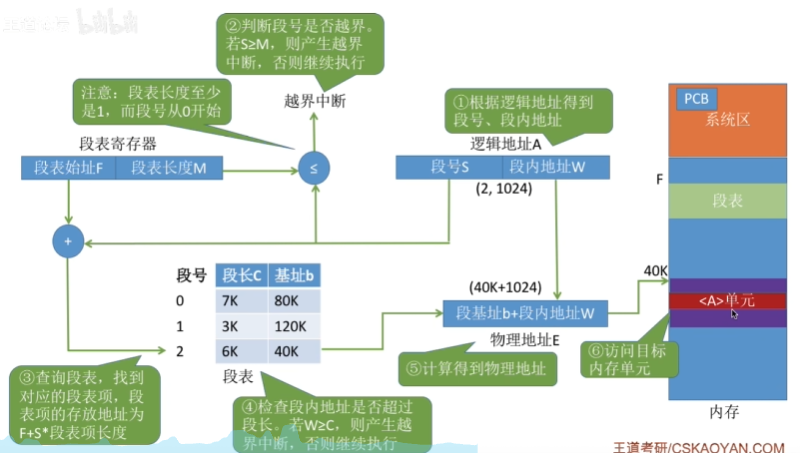 ②判断段号是否越界。
若S≥M，则产生越界
中断，否则继续执行
注意：段表长度至少
是1，而段号从0开始
越界中断
①根据逻辑地址得到
段号、段内地址
PCB
系统区
段表寄存器
逻辑地址A
段表始址F
段表长度M
≤
段号S
段内地址W
(2, 1024)
F
段表
+
段号
段长C
基址b
0
7K
80K
1
3K
120K
2
6K
40K
段表
(40K+1024)
段基址b+段内地址W
物理地址E
40K
<A>单元
③查询段表，找到
对应的段表项，段
表项的存放地址为
F+S*段表项长度
④检查段内地址是否超过
段长。若W≥C，则产生越
界中断，否则继续执行
⑤计算得到物理地址
⑥访问目标
内存单元
内存
王道考研/CSKAOYAN.COM